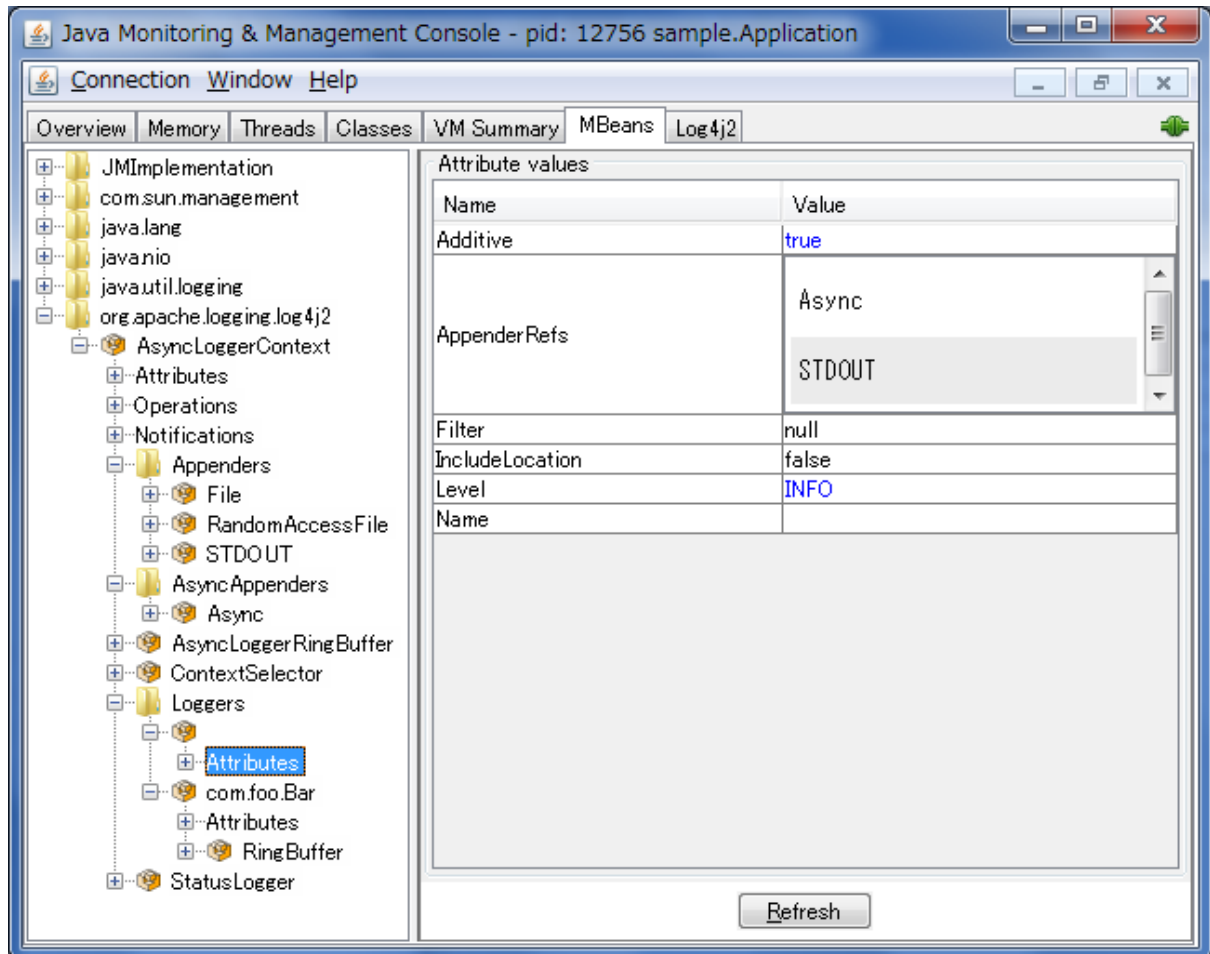 Java Monitoring & Management Console - pid: 12756 sample.Application
Connection Window Help
Overview Memory Threads Classes VM Summary MBeans Log4j2
JMImplementation
com.sun.management
java.lang
java.nio
java.util.logging
org.apache.logging.log4j2
AsyncLoggerContext
Attributes
Operations
Notifications
Appenders
File
RandomAccessFile
STDOUT
AsyncAppenders
Async
AsyncLoggerRingBuffer
ContextSelector
Loggers
Attributes
com.foo.Bar
Attributes
RingBuffer
StatusLogger
Attribute values
Name Value
Additive true
AppenderRefs
Async
STDOUT
Filter null
IncludeLocation false
Level INFO
Name
Refresh